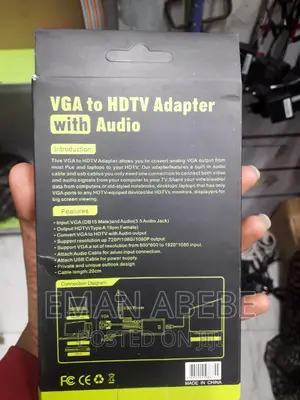 VGA to HDTV Adapter
with Audio
Introduction:
This VGA to HDTV Adapter allows you to convert analog VGA output from
most Pcs and laptops to your HDTV. Our adapter features a built in audio
cable and usb cables you only need one connection to connect both video
and audio signals from your computer to your TV. Share your video/audio/
data from computers or old-styled notebooks, desktops, laptops that has only
VGA-ports to any HDTV-equipped devices like HDTVs, monitors, displayers, for
big screen viewing.
Features
Input: VGA (DB15 Male) and Audio (3.5 Audio Jack)
Output: HDTV (Type A 19pin Female)
Convert VGA to HDTV with Audio output
Support resolution up 720P/1080i/1080P output
Support VGA a lot of resolution from 800*600 to 1920*1080 input.
Attach Audio Cable for audio input connection.
Attach USB Cable for power supply.
Private and unique outlook design
Cable length: 20cm
Connection Diagram
VGA
EMAN ABEBE
POSTED ON JIJI
CE FC
MADE IN CHINA